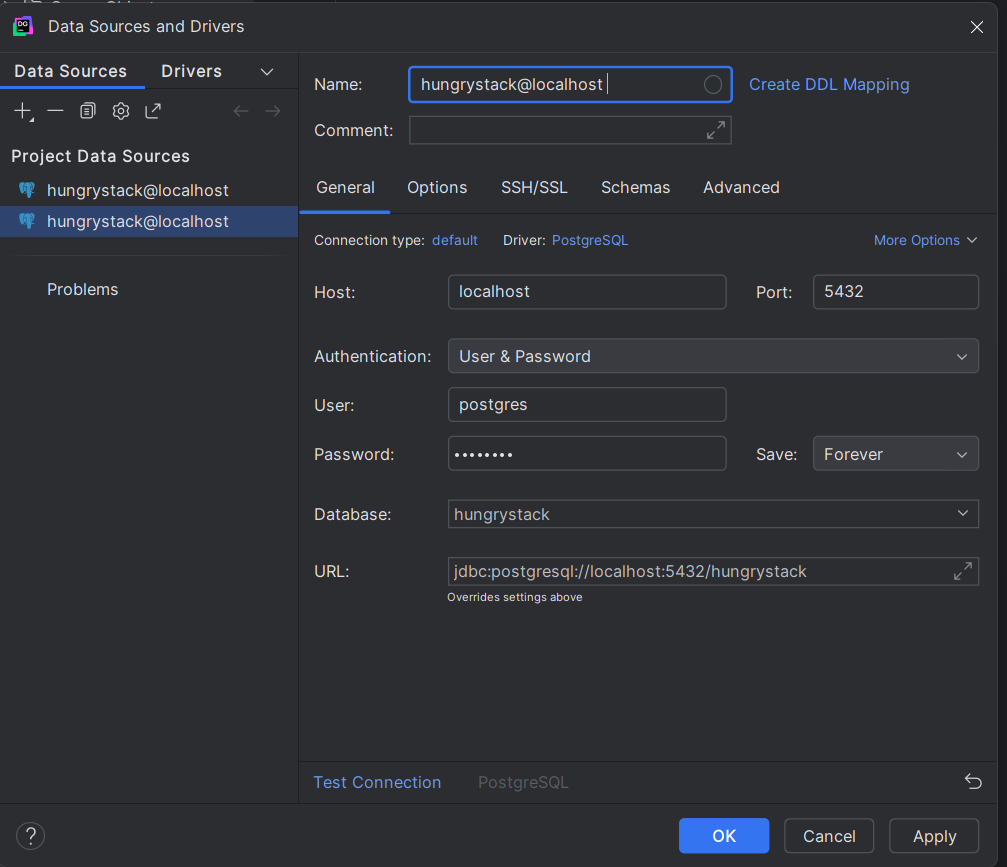 Data Sources and Drivers
Data Sources
Drivers
Project Data Sources
hungrystack@localhost
hungrystack@localhost
Problems
Name: hungrystack@localhost
Create DDL Mapping
Comment:
General Options SSH/SSL Schemas Advanced
Connection type: default Driver: PostgreSQL More Options
Host: localhost Port: 5432
Authentication: User & Password
User: postgres
Password: •••••••• Save: Forever
Database: hungrystack
URL: jdbc:postgresql://localhost:5432/hungrystack
Overrides settings above
Test Connection PostgreSQL
?
OK Cancel Apply